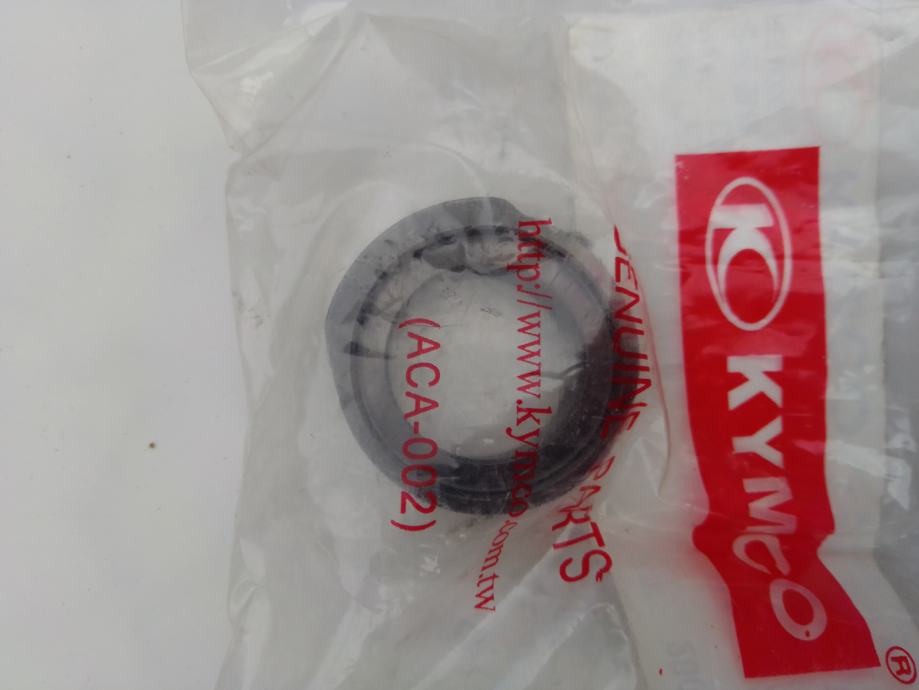 KYMCO ®
GENUINE PARTS
http://www.kymco.com.tw
(ACA-002)